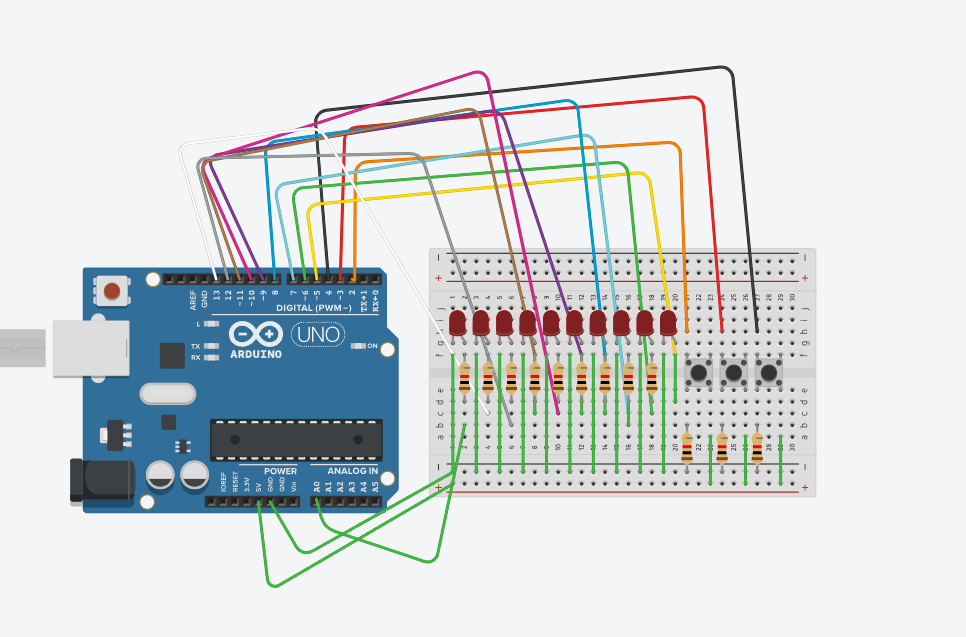 AREF
GND
13
12
~11
~10
~9
8
7
~6
~5
4
~3
2
TX→1
RX←0
DIGITAL (PWM~)
L
TX
RX
ARDUINO
UNO
ON
IOREF
RESET
3.3V
5V
GND
GND
Vin
POWER
ANALOG IN
A0
A1
A2
A3
A4
A5